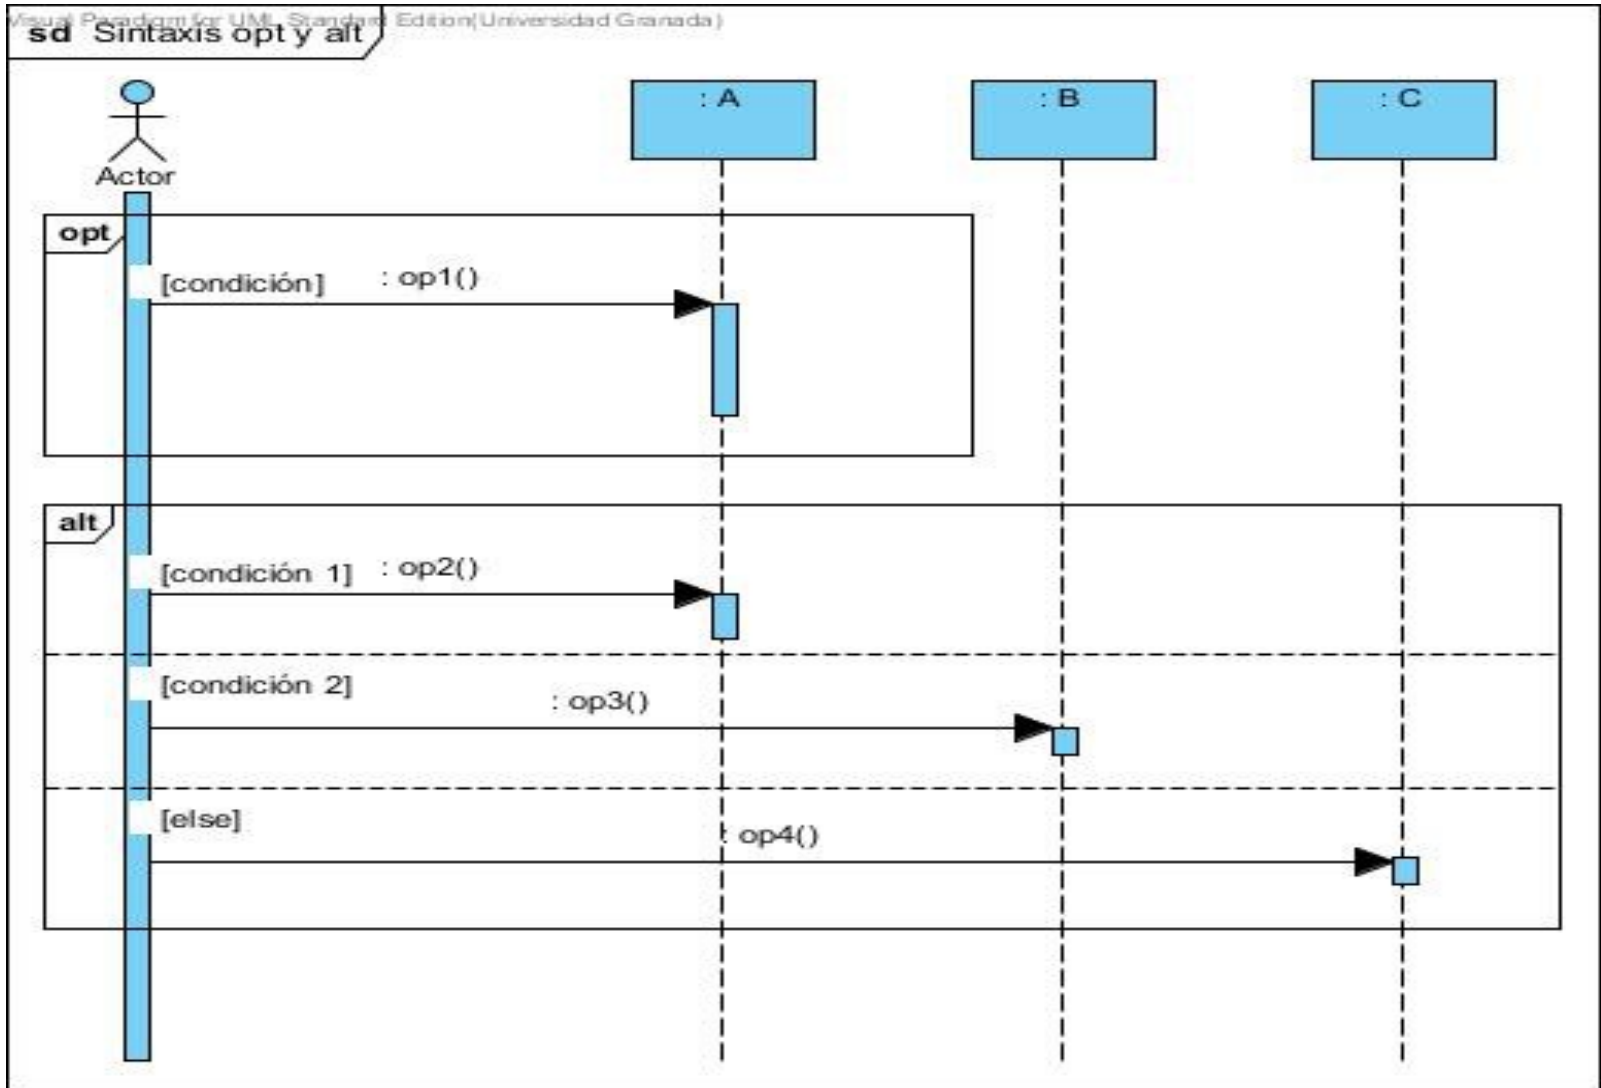 Visual Paradigm for UML Standard Edition(Universidad Granada)
sd Sintaxis opt y alt
: A
: B
: C
Actor
opt
[condición]
: op1()
alt
[condición 1]
: op2()
[condición 2]
: op3()
[else]
: op4()